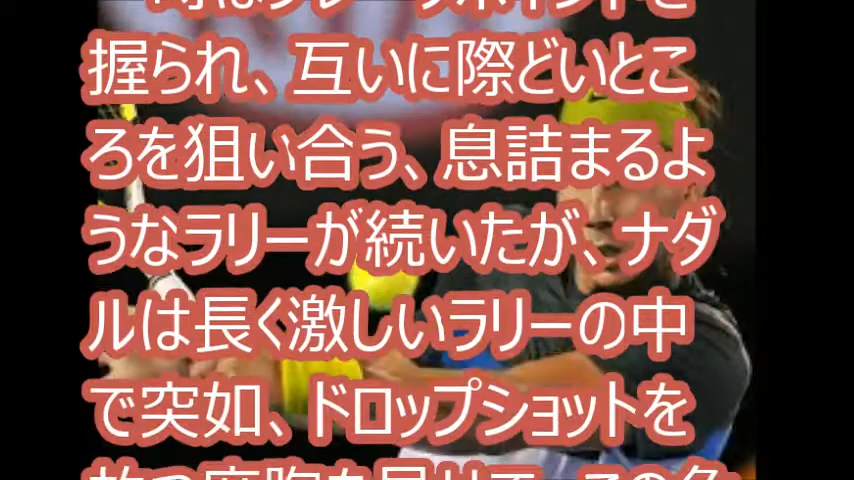 握られ、互いに際どいとこ
ろを狙い合う、息詰まるよ
うなラリーが続いたが、ナダ
ルは長く激しいラリーの中
で突如、ドロップショットを